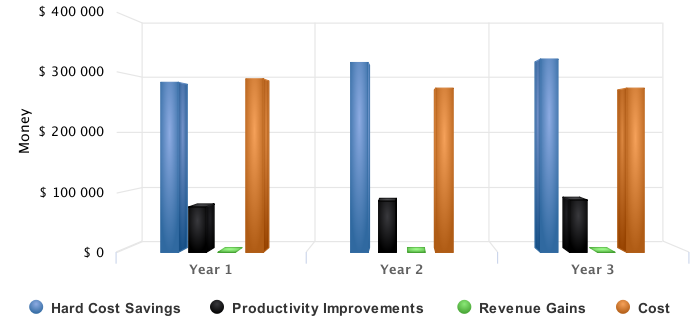 $ 400 000
$ 300 000
$ 200 000
$ 100 000
$ 0
Money
Year 1
Year 2
Year 3
Hard Cost Savings
Productivity Improvements
Revenue Gains
Cost